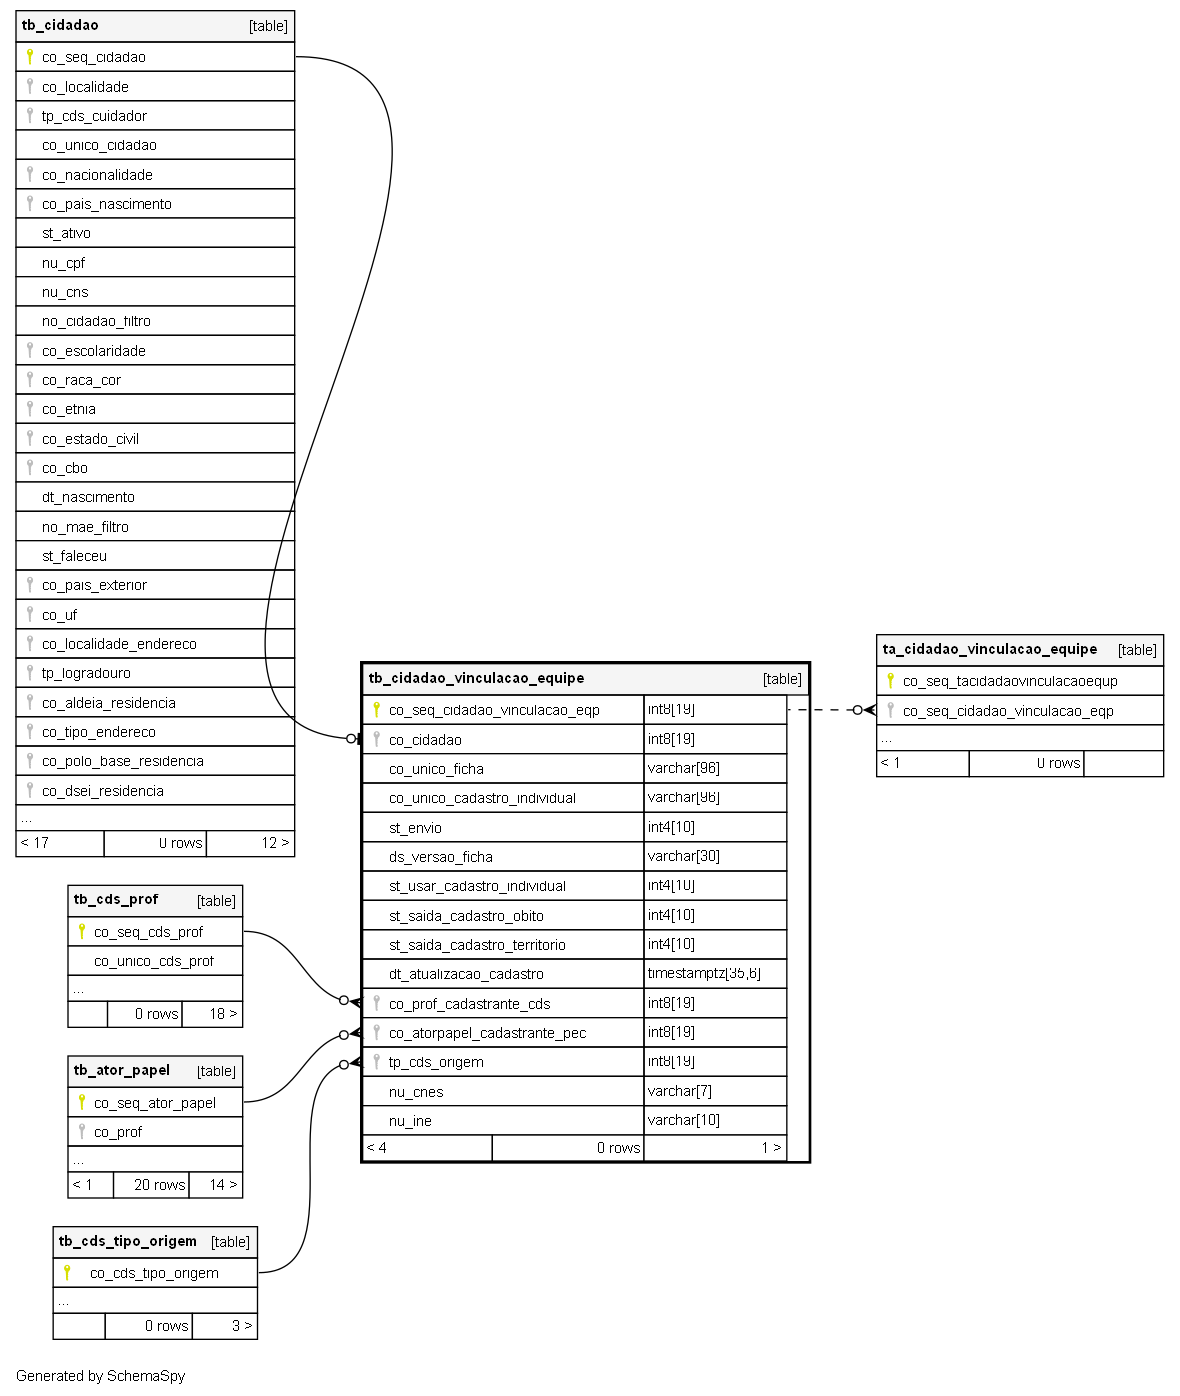 tb_cidadao [table]
co_seq_cidadao
co_localidade
tp_cds_cuidador
co_unico_cidadao
co_nacionalidade
co_pais_nascimento
st_ativo
nu_cpf
nu_cns
no_cidadao_filtro
co_escolaridade
co_raca_cor
co_etnia
co_estado_civil
co_cbo
dt_nascimento
no_mae_filtro
st_faleceu
co_pais_exterior
co_uf
co_localidade_endereco
tp_logradouro
co_aldeia_residencia
co_tipo_endereco
co_polo_base_residencia
co_dsei_residencia
...
< 17 0 rows 12 >
tb_cds_prof [table]
co_seq_cds_prof
co_unico_cds_prof
...
0 rows 18 >
tb_ator_papel [table]
co_seq_ator_papel
co_prof
...
< 1 20 rows 14 >
tb_cds_tipo_origem [table]
co_cds_tipo_origem
...
0 rows 3 >
tb_cidadao_vinculacao_equipe [table]
co_seq_cidadao_vinculacao_eqp int8[19]
co_cidadao int8[19]
co_unico_ficha varchar[96]
co_unico_cadastro_individual varchar[96]
st_envio int4[10]
ds_versao_ficha varchar[30]
st_usar_cadastro_individual int4[10]
st_saida_cadastro_obito int4[10]
st_saida_cadastro_territorio int4[10]
dt_atualizacao_cadastro timestamptz[35,6]
co_prof_cadastrante_cds int8[19]
co_atorpapel_cadastrante_pec int8[19]
tp_cds_origem int8[19]
nu_cnes varchar[7]
nu_ine varchar[10]
< 4 0 rows 1 >
ta_cidadao_vinculacao_equipe [table]
co_seq_tacidadaovinculacaoequp
co_seq_cidadao_vinculacao_eqp
...
< 1 0 rows
Generated by SchemaSpy